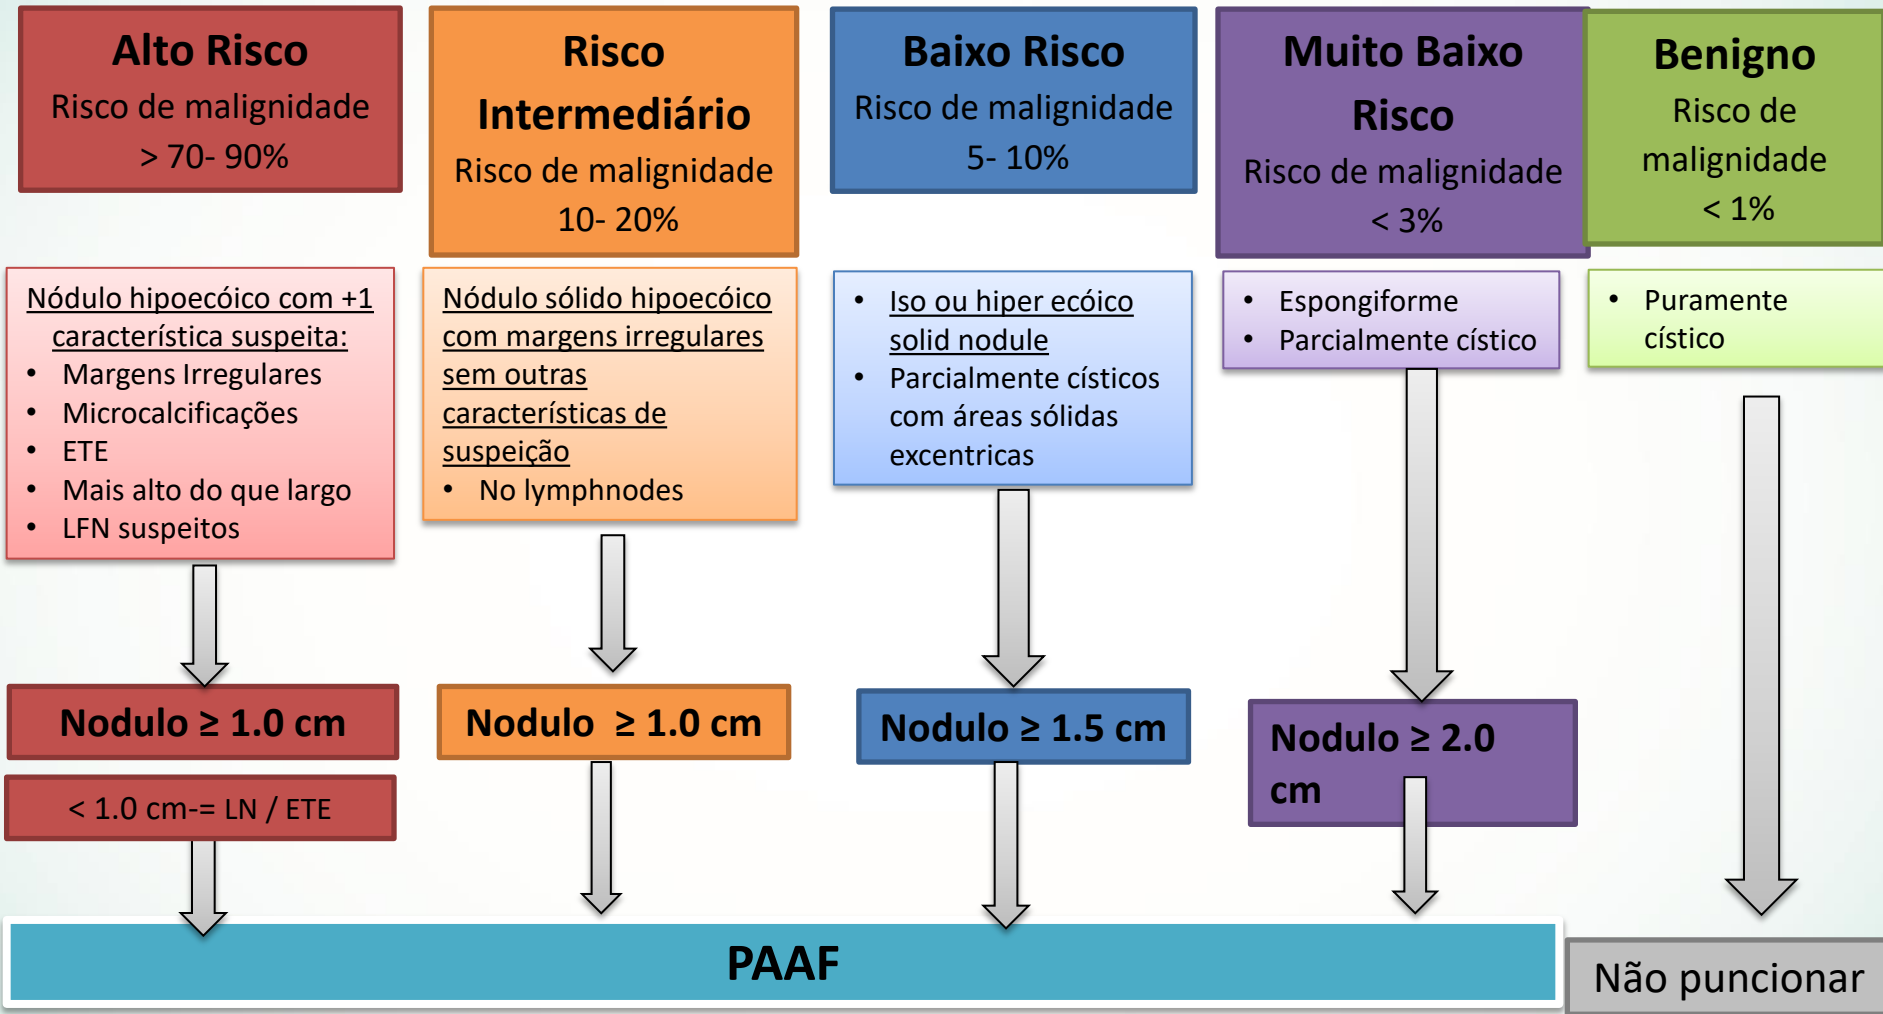 Alto Risco
Risco de malignidade
> 70- 90%
Risco
Intermediário
Risco de malignidade
10- 20%
Baixo Risco
Risco de malignidade
5- 10%
Muito Baixo
Risco
Risco de malignidade
< 3%
Benigno
Risco de
malignidade
< 1%
Nódulo hipoecóico com +1
característica suspeita:
• Margens Irregulares
• Microcalcificações
• ETE
• Mais alto do que largo
• LFN suspeitos
Nódulo sólido hipoecóico
com margens irregulares
sem outras
características de
suspeição
• No lymphnodes
• Iso ou hiper ecóico
solid nodule
• Parcialmente císticos
com áreas sólidas
excentricas
• Espongiforme
• Parcialmente cístico
• Puramente
cístico
Nodulo ≥ 1.0 cm
< 1.0 cm-= LN / ETE
Nodulo ≥ 1.0 cm
Nodulo ≥ 1.5 cm
Nodulo ≥ 2.0
cm
PAAF
Não puncionar